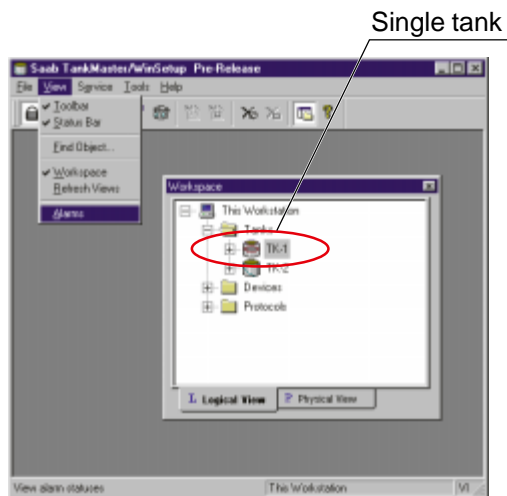 Single tank
Saab TankMaster/WinSetup Pre-Release
File View Service Tools Help
Toolbar
Status Bar
Find Object...
Workspace
Refresh Views
Alarms
Workspace
This Workstation
Tanks
TK-1
TK-2
Devices
Protocols
L Logical View
P Physical View
View alarm statuses
This Workstation